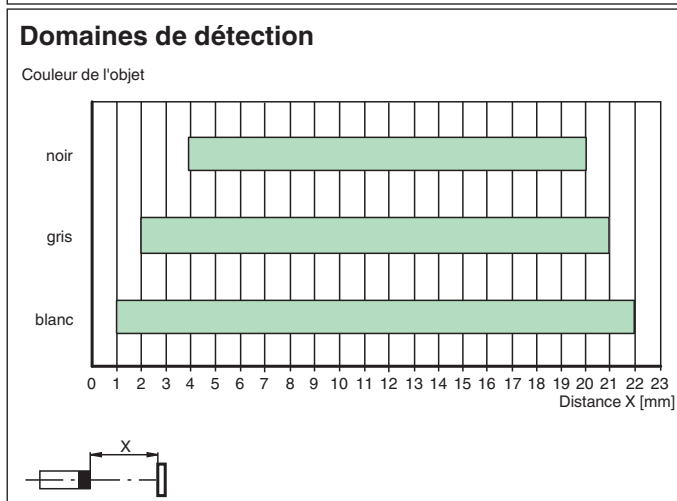 Domaines de détection
Couleur de l'objet
noir
gris
blanc
0 1 2 3 4 5 6 7 8 9 10 11 12 13 14 15 16 17 18 19 20 21 22 23
Distance X [mm]
X